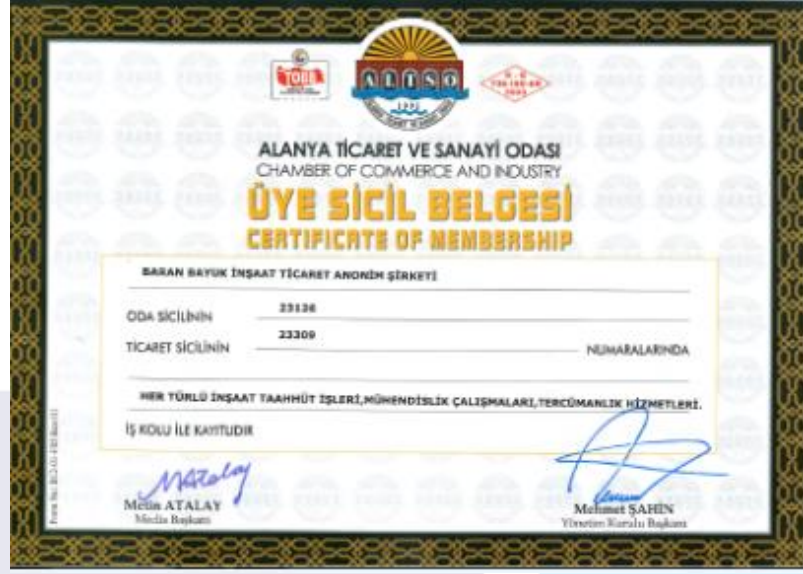 TOBB
ALTSO
1991
ALANYA TİCARET VE SANAYİ ODASI
CHAMBER OF COMMERCE AND INDUSTRY
ÜYE SİCİL BELGESİ
CERTIFICATE OF MEMBERSHIP
BARAN BAYUK İNŞAAT TİCARET ANONİM ŞİRKETİ
ODA SİCİLİNİN 23126
TİCARET SİCİLİNİN 23309 NUMARALARINDA
HER TÜRLÜ İNŞAAT TAAHHÜT İŞLERİ,MÜHENDİSLİK ÇALIŞMALARI,TERCÜMANLIK HİZMETLERİ.
İŞ KOLU İLE KAYITLIDIR
Metin ATALAY
Meclis Başkanı
Mehmet ŞAHİN
Yönetim Kurulu Başkanı